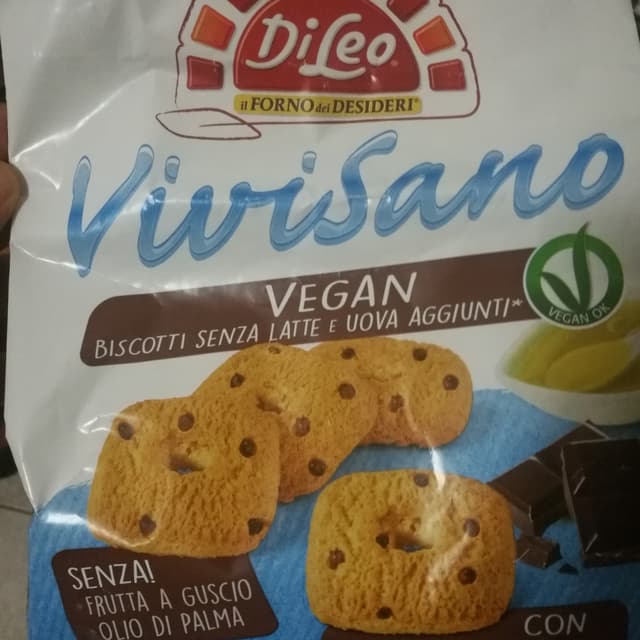 DiLeo
il FORNO dei DESIDERI®
ViviSano
VEGAN
BISCOTTI SENZA LATTE E UOVA AGGIUNTI*
VEGAN OK
SENZA!
FRUTTA A GUSCIO
OLIO DI PALMA
CON